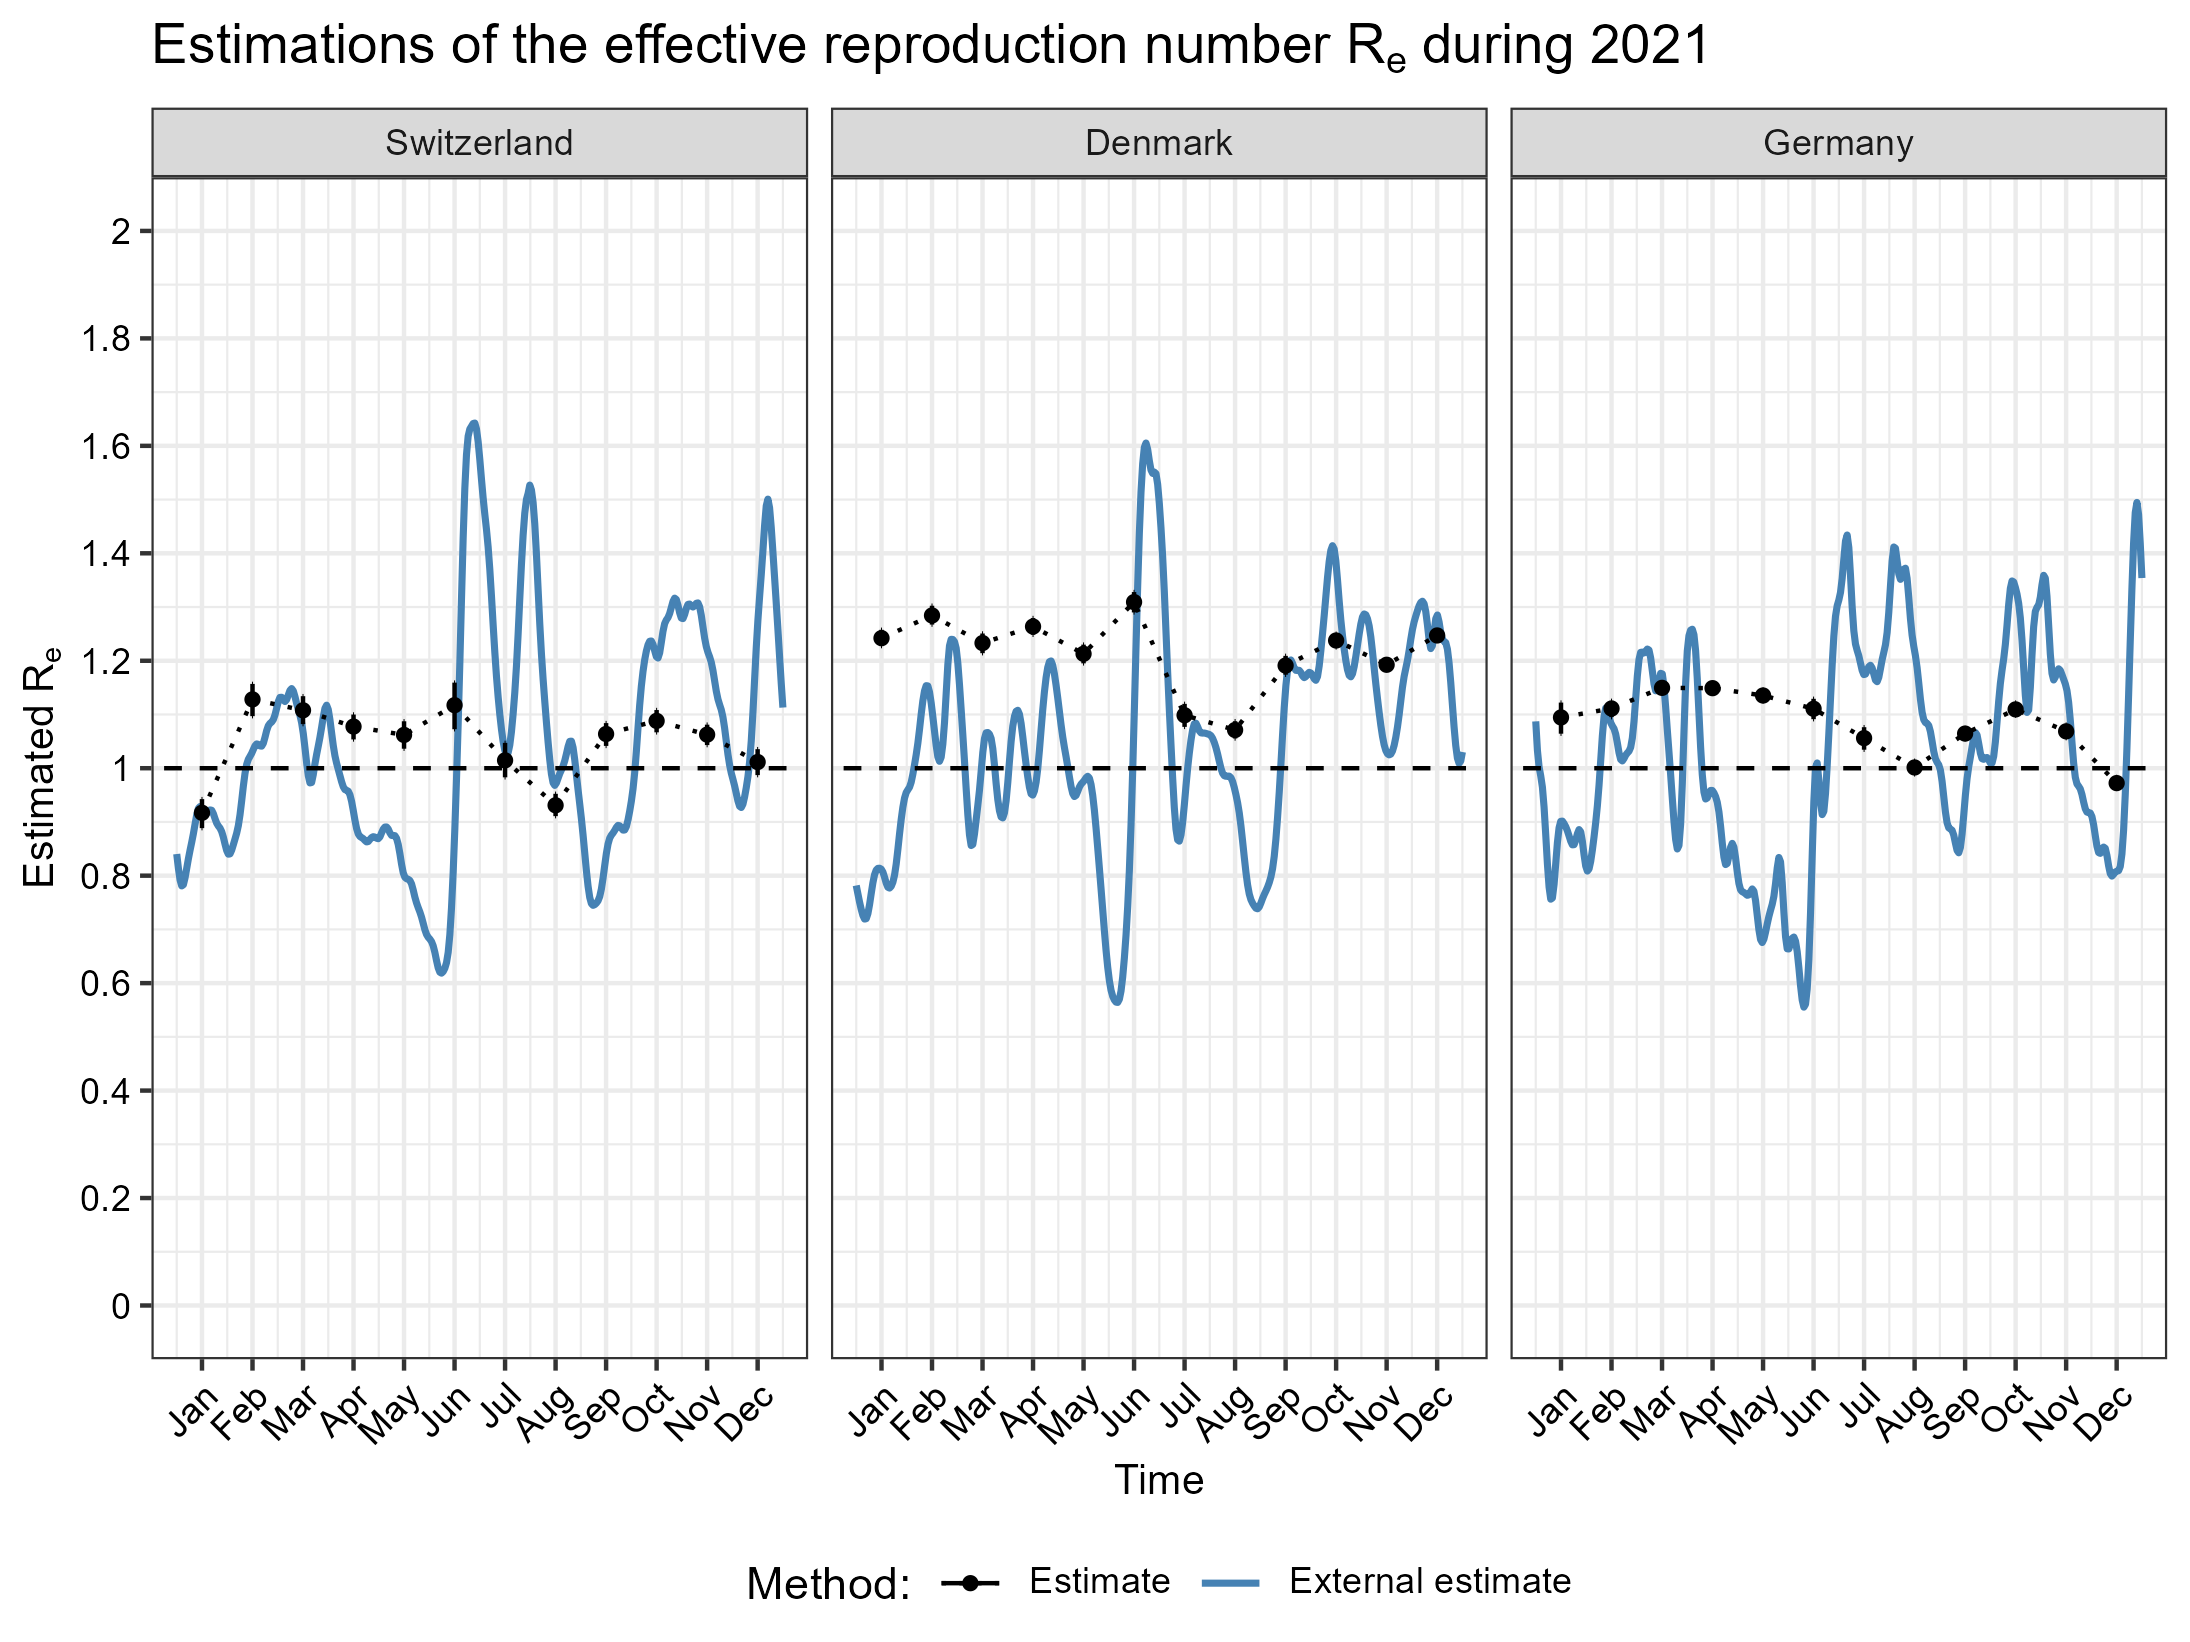 Estimations of the effective reproduction number Re during 2021
Switzerland Denmark Germany
Estimated Re
2
1.8
1.6
1.4
1.2
1
0.8
0.6
0.4
0.2
0
Jan Feb Mar Apr May Jun Jul Aug Sep Oct Nov Dec Jan Feb Mar Apr May Jun Jul Aug Sep Oct Nov Dec Jan Feb Mar Apr May Jun Jul Aug Sep Oct Nov Dec
Time
Method: Estimate External estimate